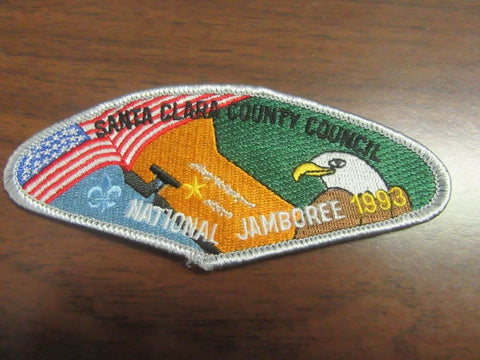 SANTA CLARA COUNTY COUNCIL
NATIONAL JAMBOREE 1993